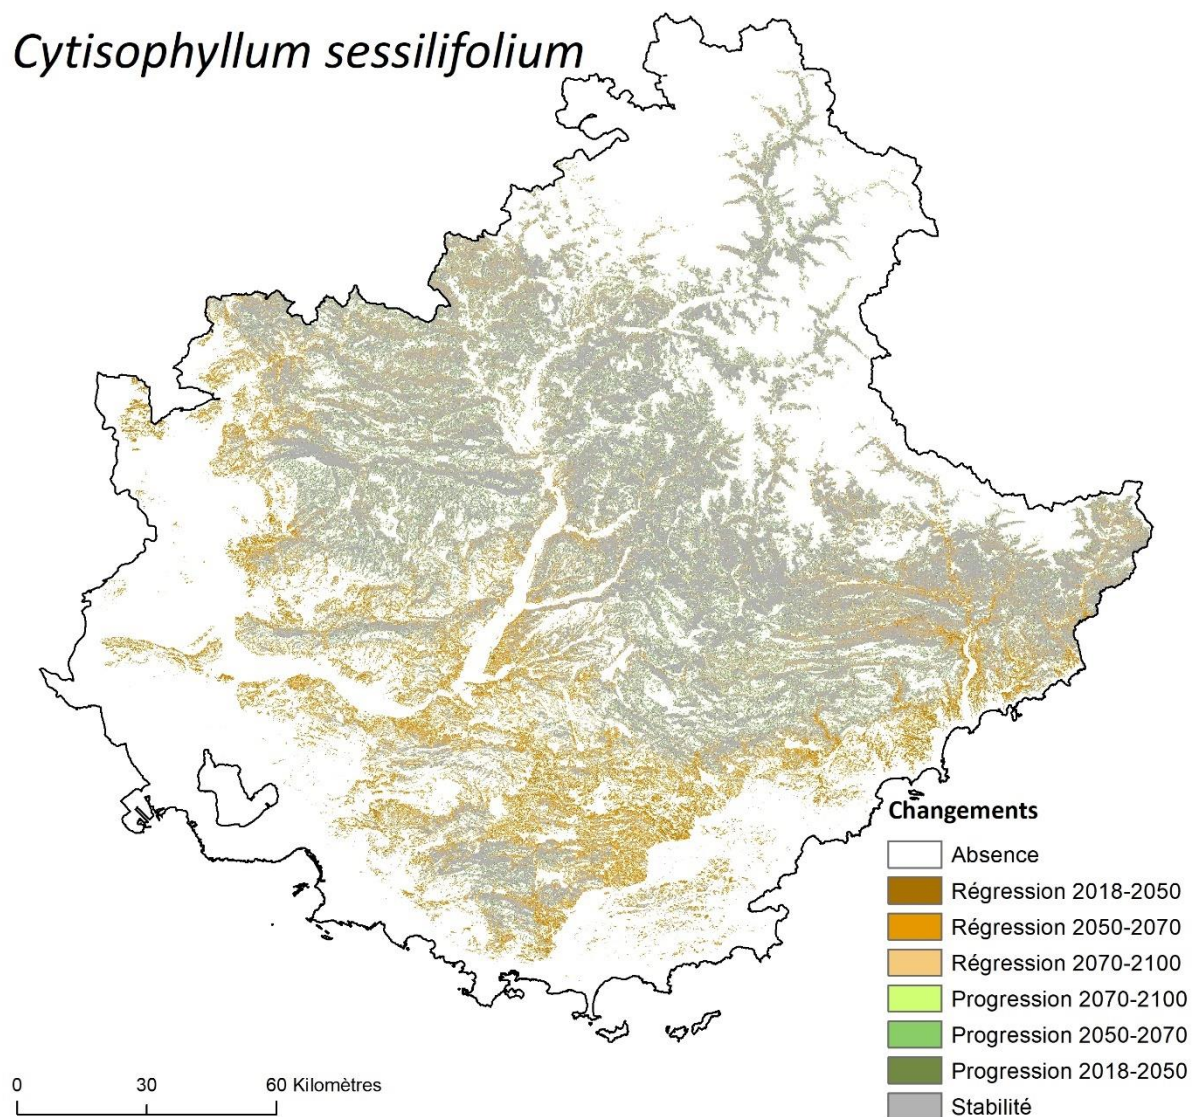 Cytisophyllum sessilifolium
Changements
Absence
Régression 2018-2050
Régression 2050-2070
Régression 2070-2100
Progression 2070-2100
Progression 2050-2070
Progression 2018-2050
Stabilité
0 30 60 Kilomètres